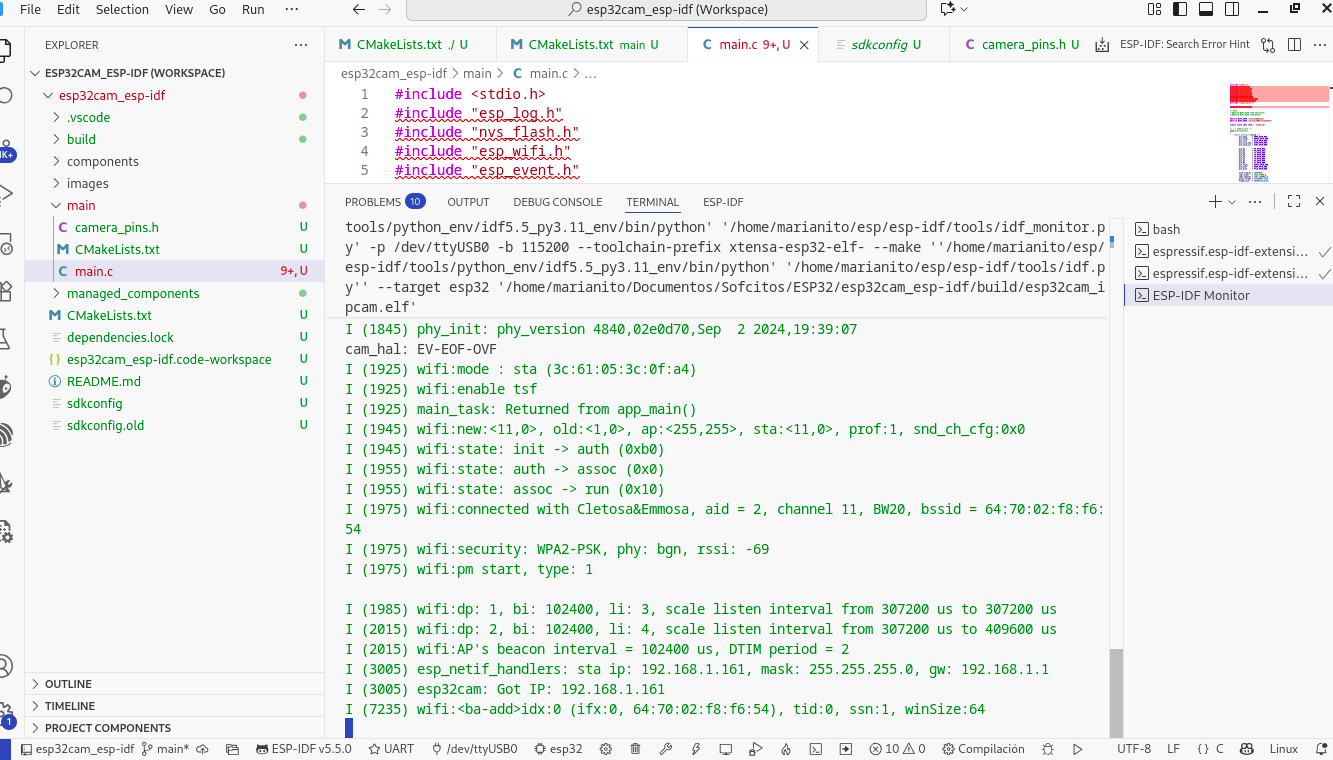 File Edit Selection View Go Run ···
esp32cam_esp-idf (Workspace)
EXPLORER
ESP32CAM_ESP-IDF (WORKSPACE)
esp32cam_esp-idf
.vscode
build
components
images
main
camera_pins.h U
CMakeLists.txt U
main.c 9+, U
managed_components
CMakeLists.txt U
dependencies.lock U
esp32cam_esp-idf.code-workspace U
README.md U
sdkconfig U
sdkconfig.old U
OUTLINE
TIMELINE
PROJECT COMPONENTS
K+
1
CMakeLists.txt ./ U
CMakeLists.txt main U
main.c 9+, U
sdkconfig U
camera_pins.h U
ESP-IDF: Search Error Hint
esp32cam_esp-idf > main > C main.c > ...
1 #include <stdio.h>
2 #include "esp_log.h"
3 #include "nvs_flash.h"
4 #include "esp_wifi.h"
5 #include "esp_event.h"
PROBLEMS 10 OUTPUT DEBUG CONSOLE TERMINAL ESP-IDF
tools/python_env/idf5.5_py3.11_env/bin/python' '/home/marianito/esp/esp-idf/tools/idf_monitor.p
y' -p /dev/ttyUSB0 -b 115200 --toolchain-prefix xtensa-esp32-elf- --make ''/home/marianito/esp/
esp-idf/tools/python_env/idf5.5_py3.11_env/bin/python' '/home/marianito/esp/esp-idf/tools/idf.p
y'' --target esp32 '/home/marianito/Documentos/Sofcitos/ESP32/esp32cam_esp-idf/build/esp32cam_i
pcam.elf'
I (1845) phy_init: phy_version 4840,02e0d70,Sep  2 2024,19:39:07
cam_hal: EV-EOF-OVF
I (1925) wifi:mode : sta (3c:61:05:3c:0f:a4)
I (1925) wifi:enable tsf
I (1925) main_task: Returned from app_main()
I (1945) wifi:new:<11,0>, old:<1,0>, ap:<255,255>, sta:<11,0>, prof:1, snd_ch_cfg:0x0
I (1945) wifi:state: init -> auth (0xb0)
I (1955) wifi:state: auth -> assoc (0x0)
I (1955) wifi:state: assoc -> run (0x10)
I (1975) wifi:connected with Cletosa&Emmosa, aid = 2, channel 11, BW20, bssid = 64:70:02:f8:f6:
54
I (1975) wifi:security: WPA2-PSK, phy: bgn, rssi: -69
I (1975) wifi:pm start, type: 1
I (1985) wifi:dp: 1, bi: 102400, li: 3, scale listen interval from 307200 us to 307200 us
I (2015) wifi:dp: 2, bi: 102400, li: 4, scale listen interval from 307200 us to 409600 us
I (2015) wifi:AP's beacon interval = 102400 us, DTIM period = 2
I (3005) esp_netif_handlers: sta ip: 192.168.1.161, mask: 255.255.255.0, gw: 192.168.1.1
I (3005) esp32cam: Got IP: 192.168.1.161
I (7235) wifi:<ba-add>idx:0 (ifx:0, 64:70:02:f8:f6:54), tid:0, ssn:1, winSize:64
bash
espressif.esp-idf-extensi...
espressif.esp-idf-extensi...
ESP-IDF Monitor
esp32cam_esp-idf main* ESP-IDF v5.5.0 UART /dev/ttyUSB0 esp32 10 0 Compilación UTF-8 LF {} C Linux